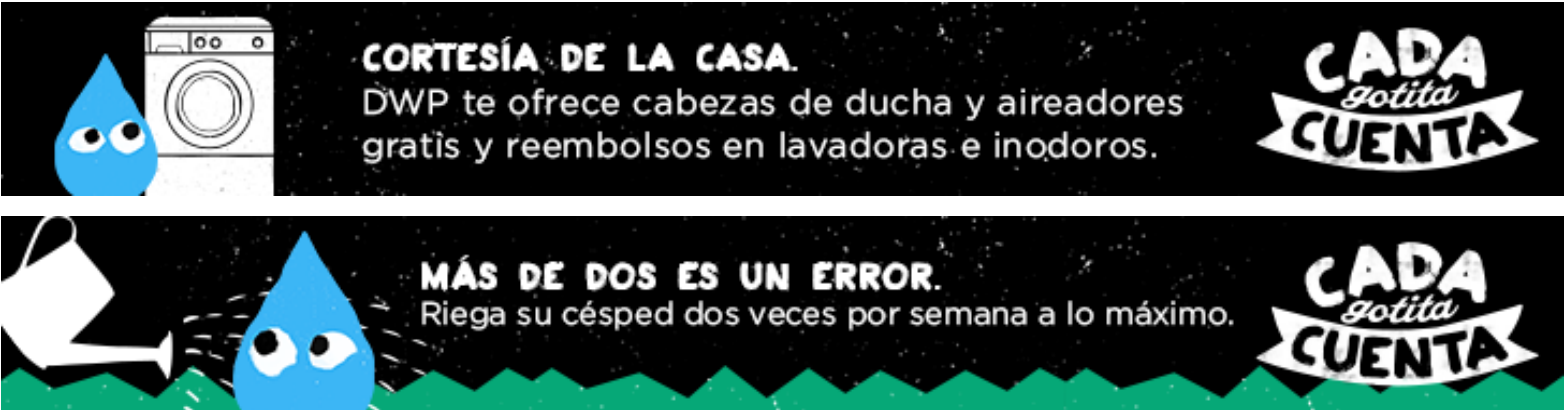 CORTESÍA DE LA CASA.
DWP te ofrece cabezas de ducha y aireadores
gratis y reembolsos en lavadoras e inodoros.
CADA
gotita
CUENTA
MÁS DE DOS ES UN ERROR.
Riega su césped dos veces por semana a lo máximo.
CADA
gotita
CUENTA